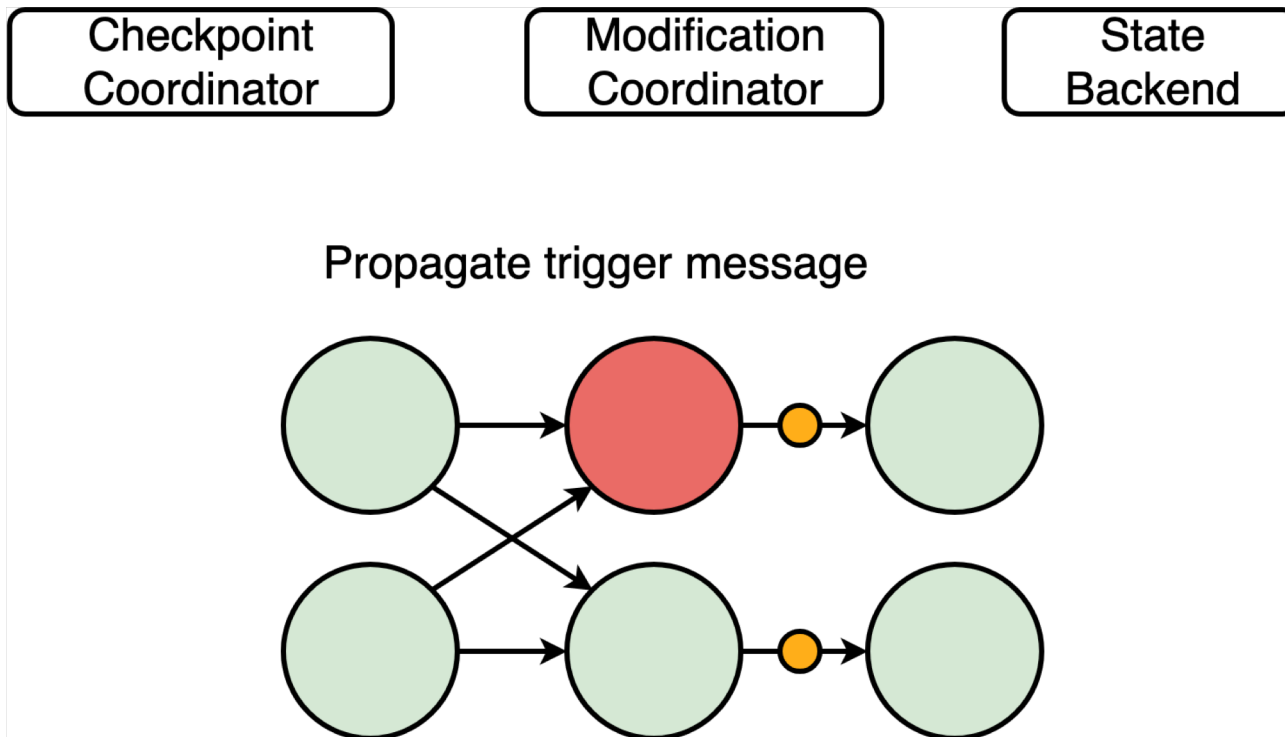 Checkpoint
Coordinator
Modification
Coordinator
State
Backend
Propagate trigger message